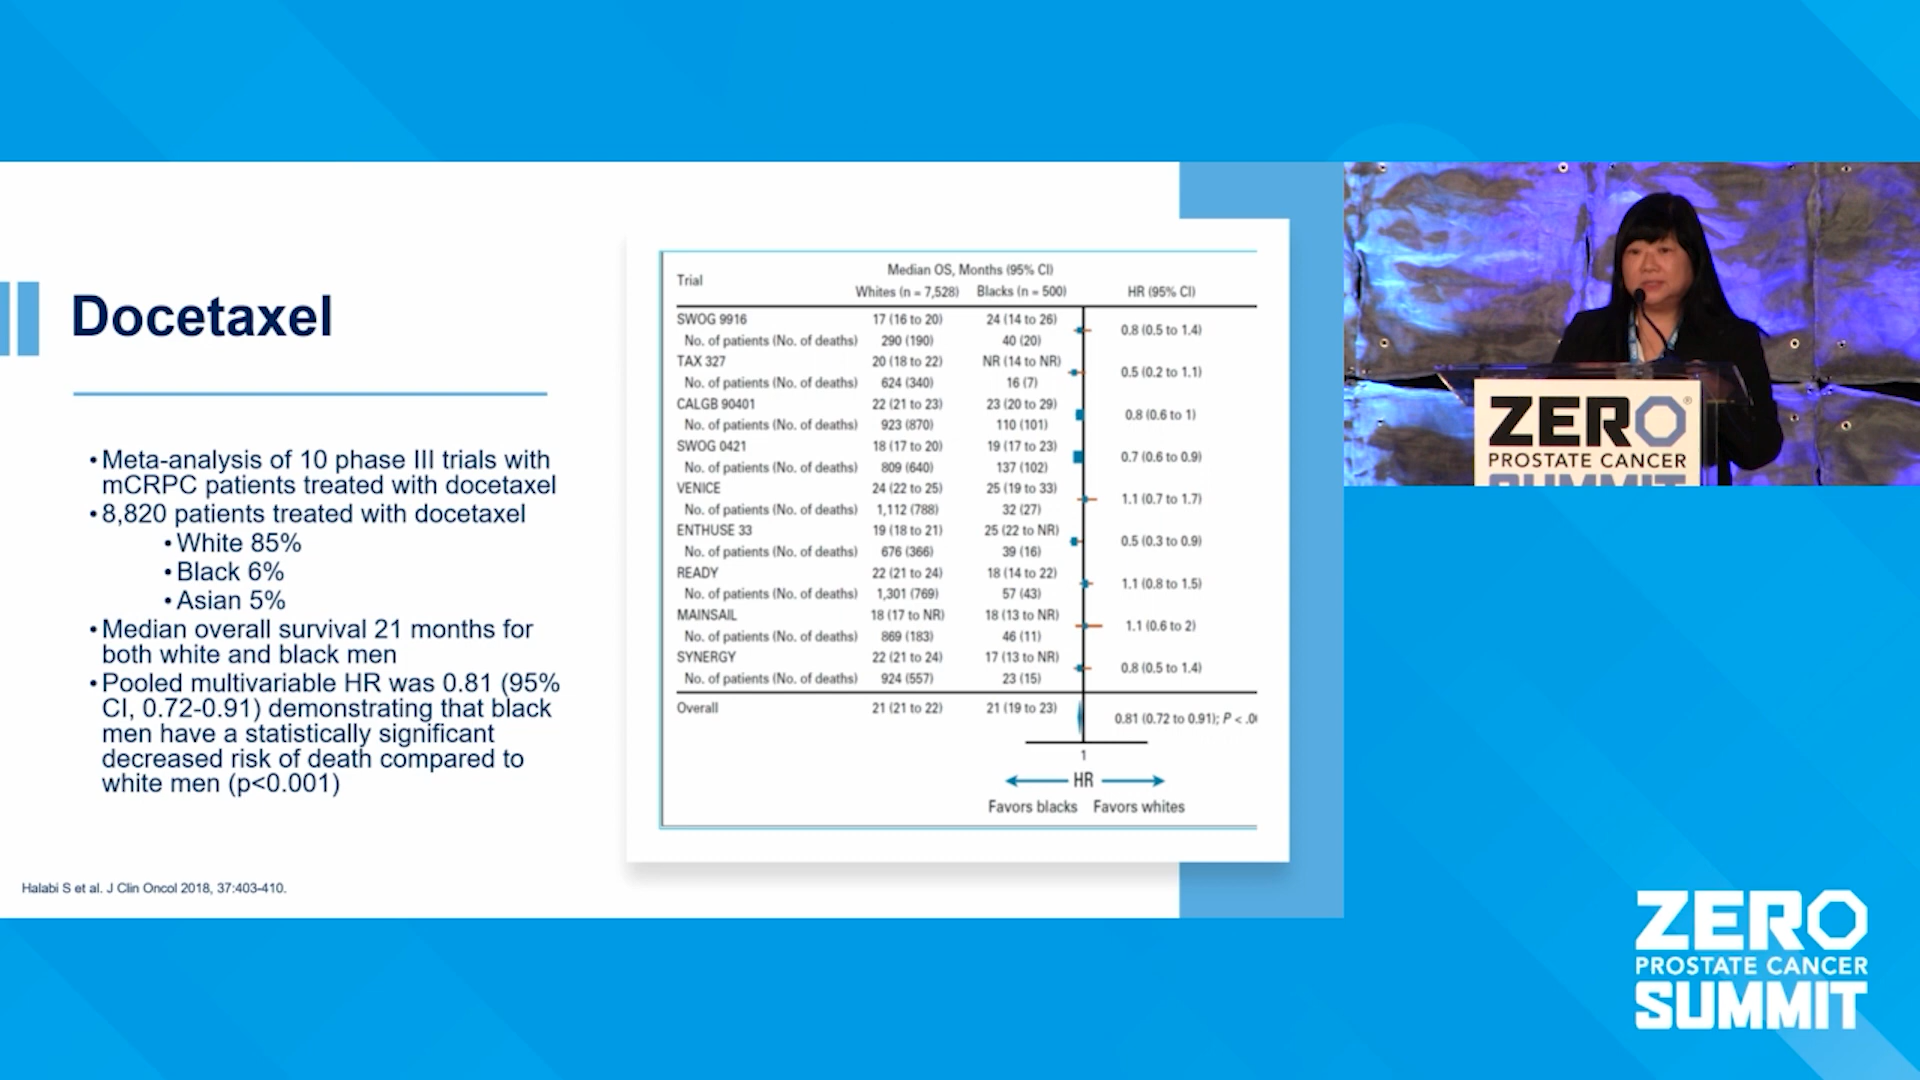 Docetaxel
•Meta-analysis of 10 phase III trials with
mCRPC patients treated with docetaxel
•8,820 patients treated with docetaxel
•White 85%
•Black 6%
•Asian 5%
•Median overall survival 21 months for
both white and black men
•Pooled multivariable HR was 0.81 (95%
CI, 0.72-0.91) demonstrating that black
men have a statistically significant
decreased risk of death compared to
white men (p<0.001)
Halabi S et al. J Clin Oncol 2018, 37:403-410.
Median OS, Months (95% CI)
Trial Whites (n = 7,528) Blacks (n = 500) HR (95% CI)
SWOG 9916 17 (16 to 20) 24 (14 to 26) 0.8 (0.5 to 1.4)
No. of patients (No. of deaths) 290 (190) 40 (20)
TAX 327 20 (18 to 22) NR (14 to NR) 0.5 (0.2 to 1.1)
No. of patients (No. of deaths) 624 (340) 16 (7)
CALGB 90401 22 (21 to 23) 23 (20 to 29) 0.8 (0.6 to 1)
No. of patients (No. of deaths) 923 (870) 110 (101)
SWOG 0421 18 (17 to 20) 19 (17 to 23) 0.7 (0.6 to 0.9)
No. of patients (No. of deaths) 809 (640) 137 (102)
VENICE 24 (22 to 25) 25 (19 to 33) 1.1 (0.7 to 1.7)
No. of patients (No. of deaths) 1,112 (788) 32 (27)
ENTHUSE 33 19 (18 to 21) 25 (22 to NR) 0.5 (0.3 to 0.9)
No. of patients (No. of deaths) 676 (366) 39 (16)
READY 22 (21 to 24) 18 (14 to 22) 1.1 (0.8 to 1.5)
No. of patients (No. of deaths) 1,301 (769) 57 (43)
MAINSAIL 18 (17 to NR) 18 (13 to NR) 1.1 (0.6 to 2)
No. of patients (No. of deaths) 869 (183) 46 (11)
SYNERGY 22 (21 to 24) 17 (13 to NR) 0.8 (0.5 to 1.4)
No. of patients (No. of deaths) 924 (557) 23 (15)
Overall 21 (21 to 22) 21 (19 to 23) 0.81 (0.72 to 0.91); P < .0
1
HR
Favors blacks Favors whites
ZERO®
PROSTATE CANCER
SUMMIT
ZERO
PROSTATE CANCER
SUMMIT